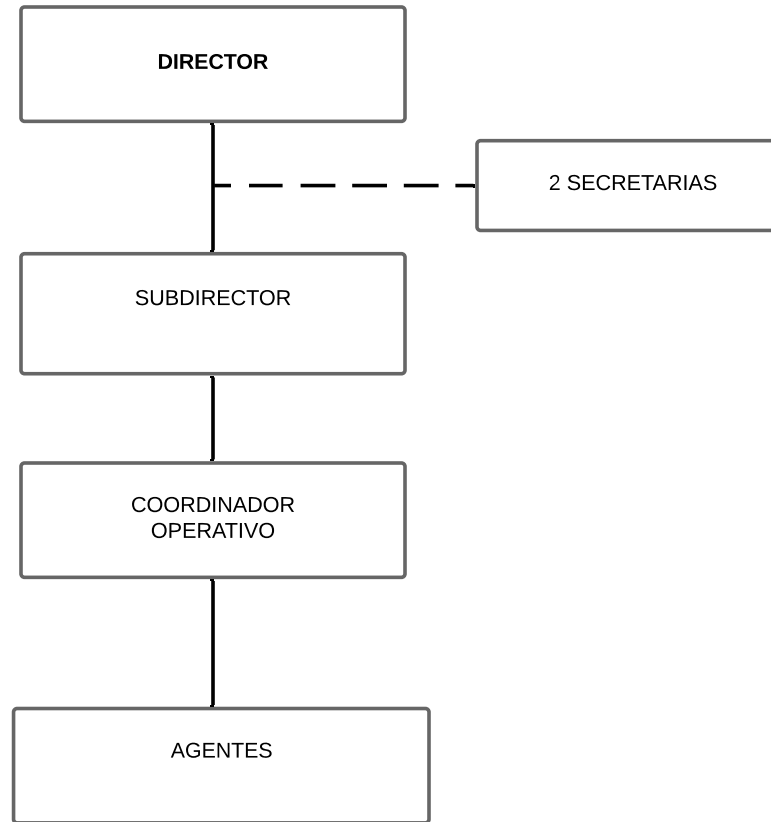 DIRECTOR
2 SECRETARIAS
SUBDIRECTOR
COORDINADOR
OPERATIVO
AGENTES